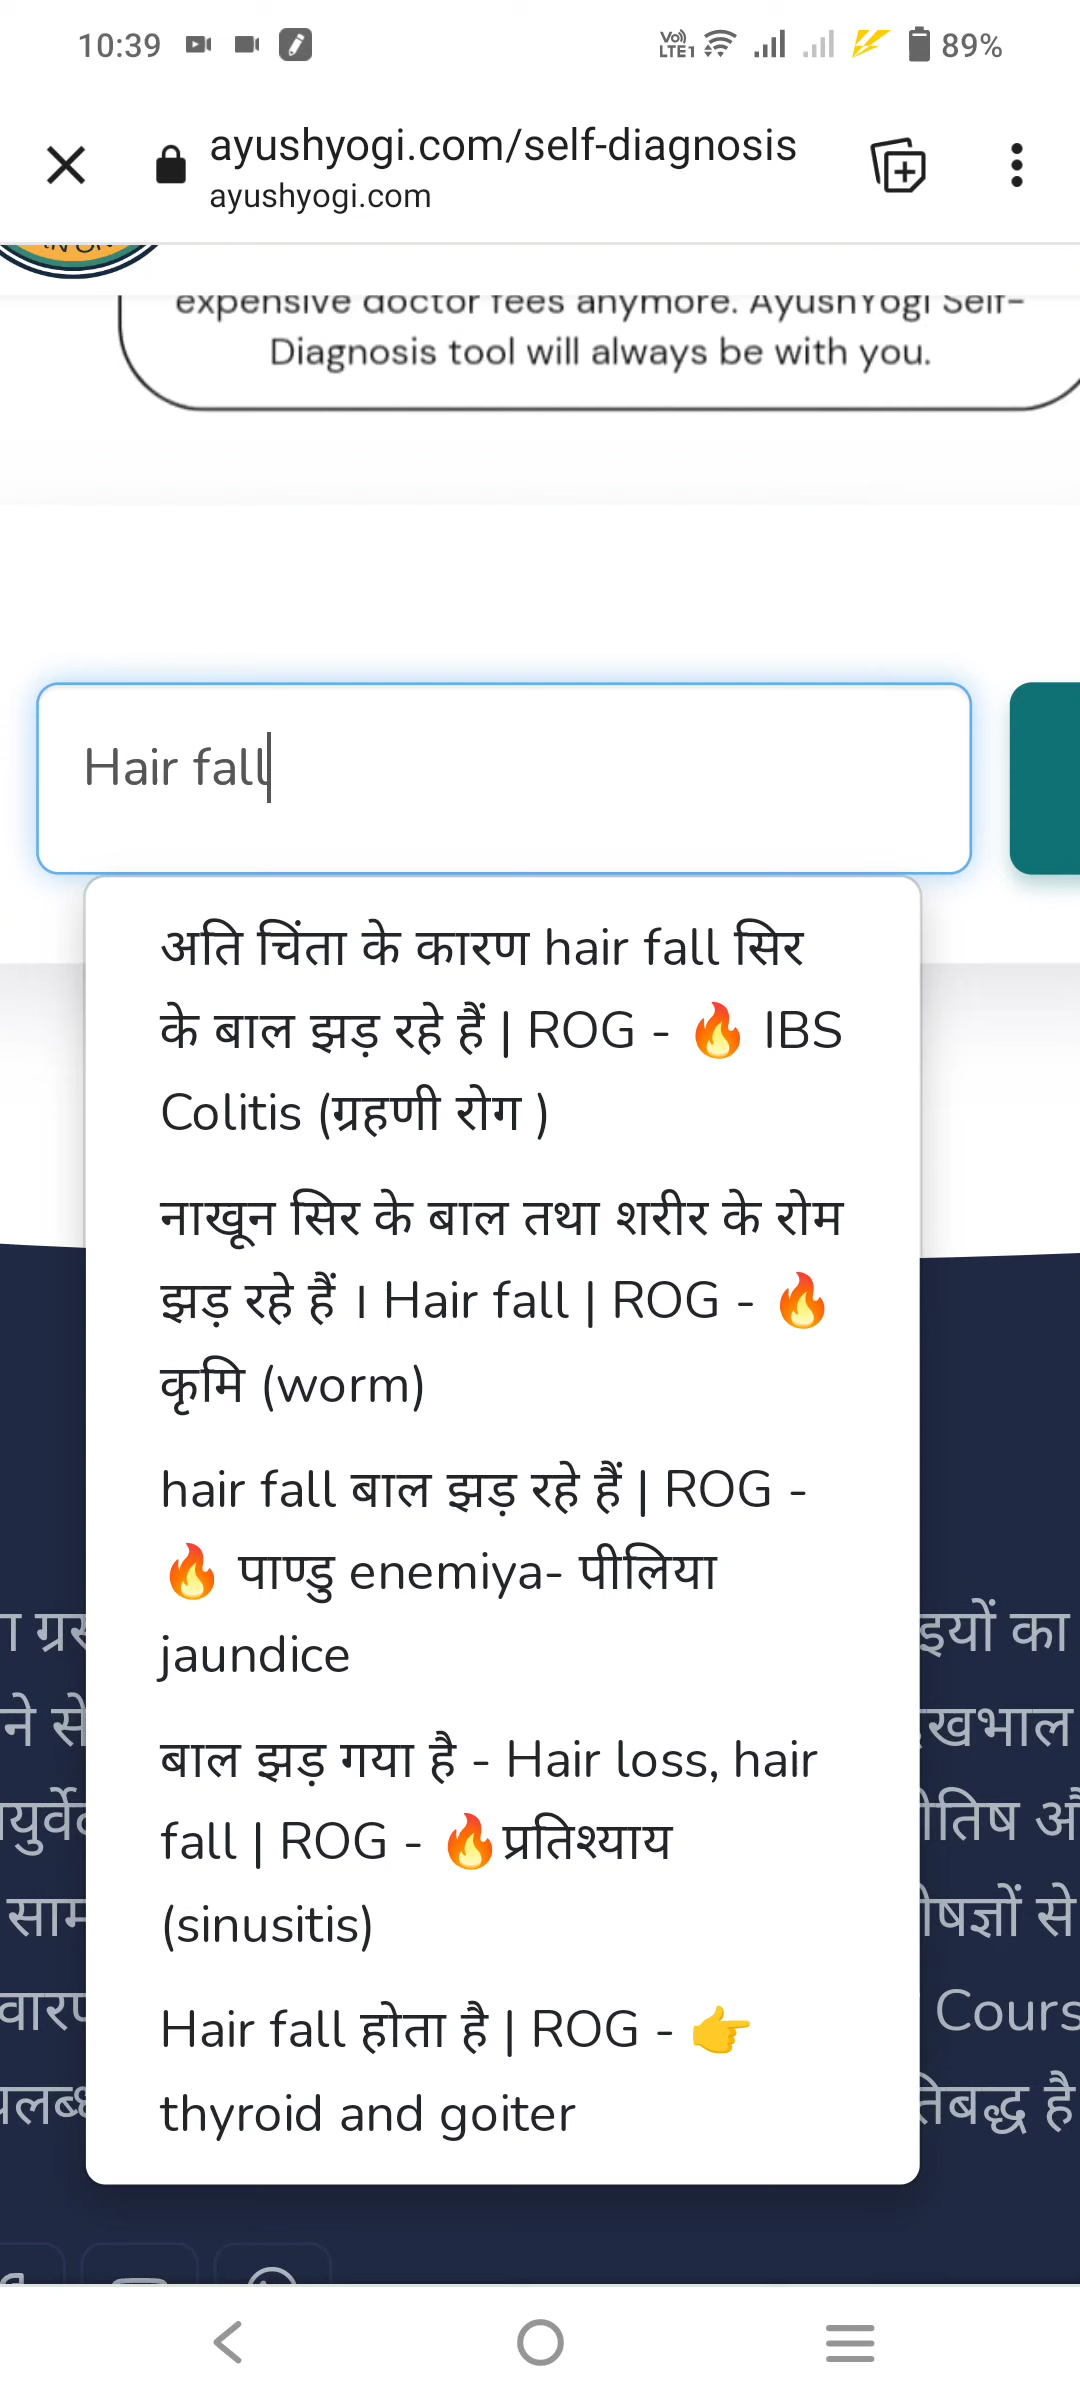 10:39
Vo)
LTE1
89%
ayushyogi.com/self-diagnosis
ayushyogi.com
expensive doctor fees anymore. AyushYogi Self-
Diagnosis tool will always be with you.
Hair fall
अति चिंता के कारण hair fall सिर
के बाल झड़ रहे हैं | ROG - 🔥 IBS
Colitis (ग्रहणी रोग )
नाखून सिर के बाल तथा शरीर के रोम
झड़ रहे हैं । Hair fall | ROG - 🔥
कृमि (worm)
hair fall बाल झड़ रहे हैं | ROG -
🔥 पाण्डु enemiya- पीलिया
jaundice
बाल झड़ गया है - Hair loss, hair
fall | ROG - 🔥प्रतिश्याय
(sinusitis)
Hair fall होता है | ROG - 👉
thyroid and goiter
का
ने से
से
Cours
है